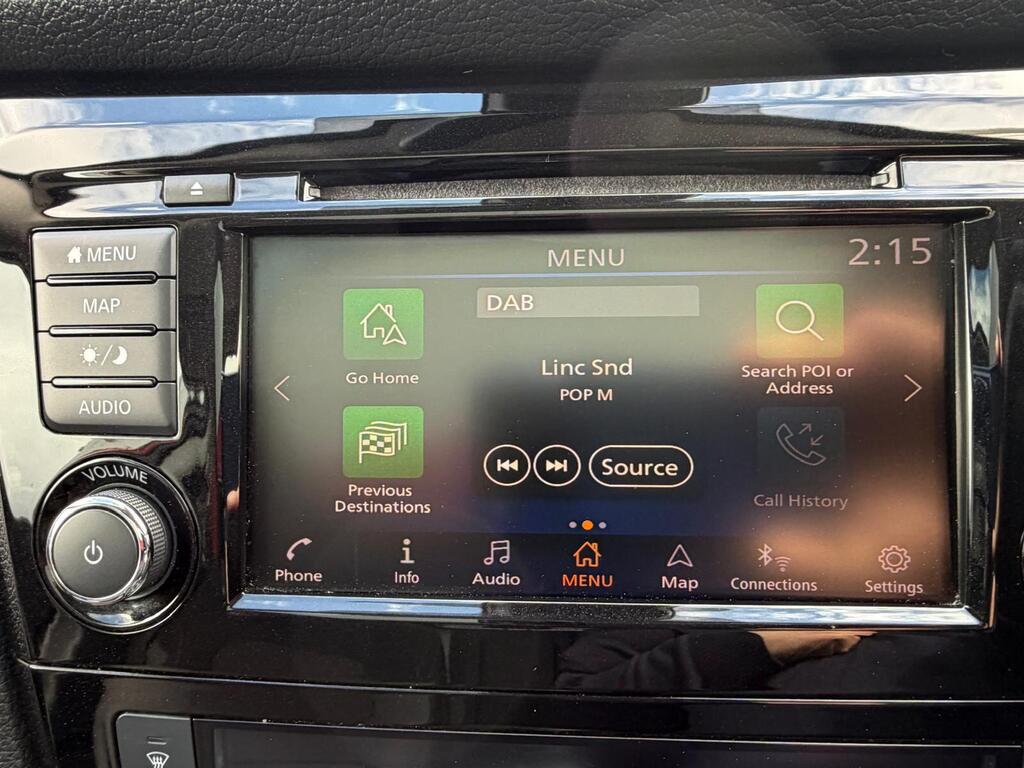 MENU
MAP
AUDIO
VOLUME
MENU
2:15
DAB
Go Home
Linc Snd
POP M
Search POI or
Address
Previous
Destinations
Source
Call History
Phone
Info
Audio
MENU
Map
Connections
Settings